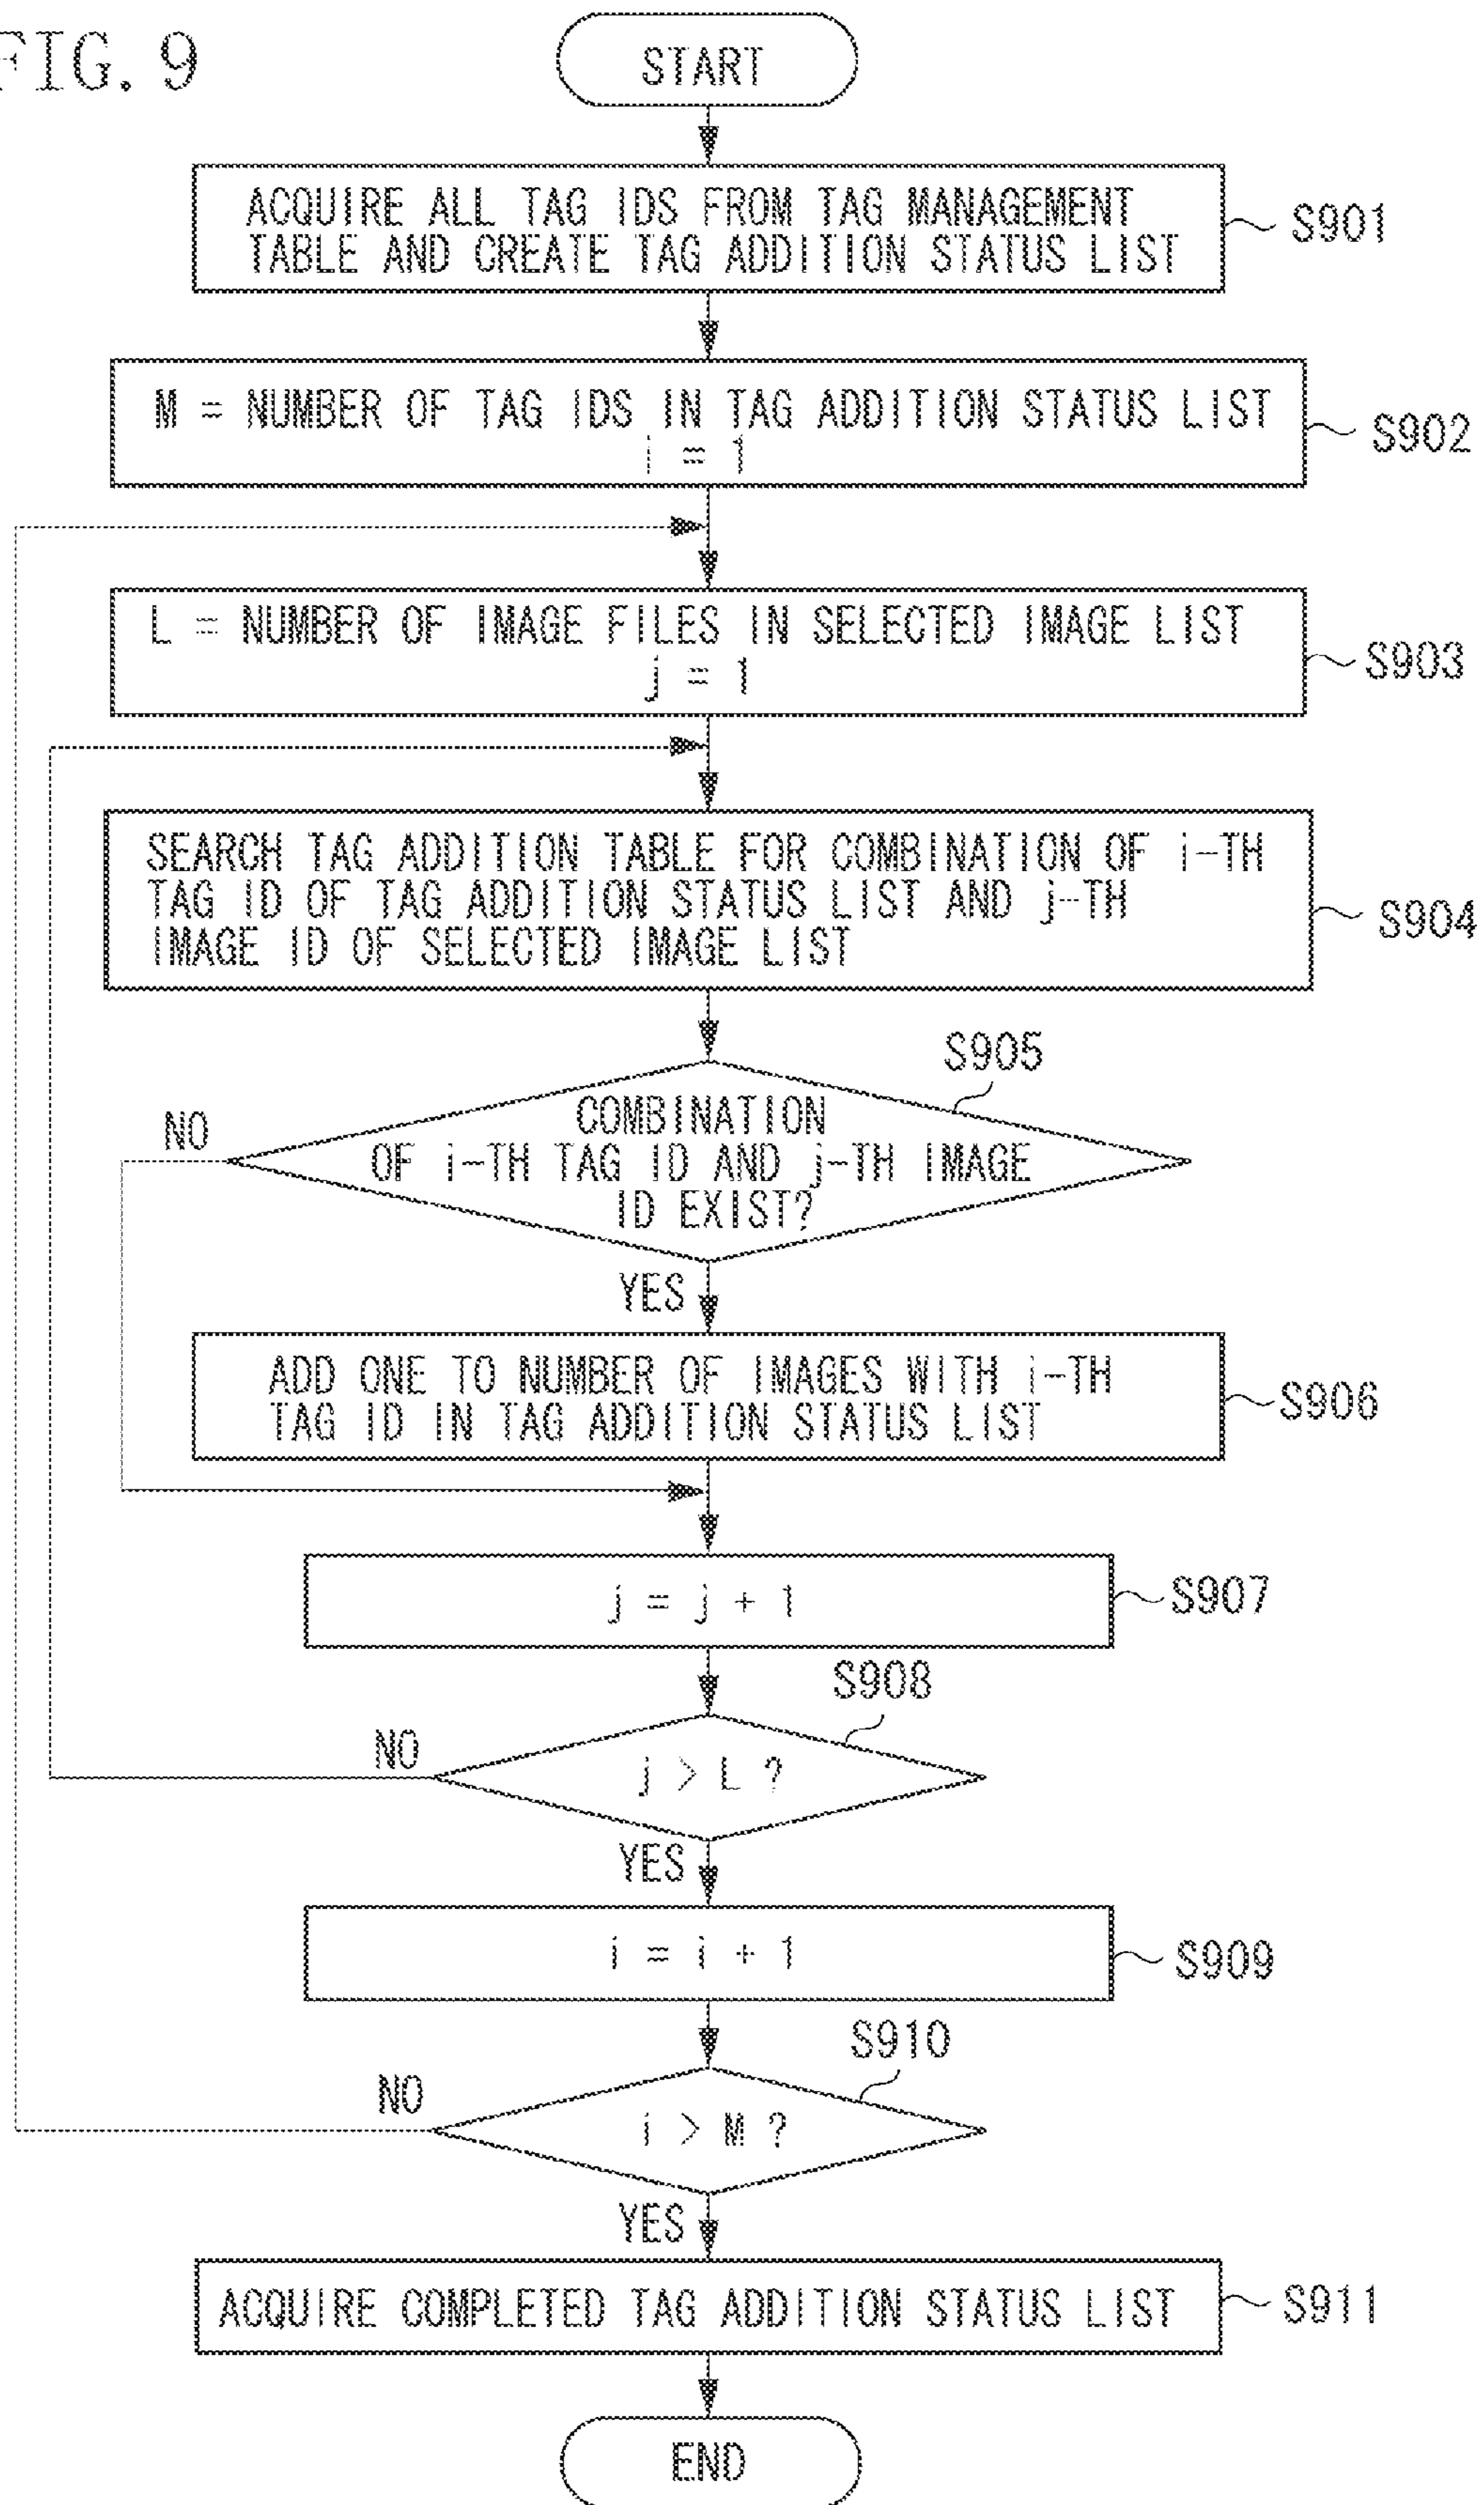 FIG. 9
START
ACQUIRE ALL TAG IDS FROM TAG MANAGEMENT
TABLE AND CREATE TAG ADDITION STATUS LIST
S901
M = NUMBER OF TAG IDS IN TAG ADDITION STATUS LIST
i = 1
S902
L = NUMBER OF IMAGE FILES IN SELECTED IMAGE LIST
j = 1
S903
SEARCH TAG ADDITION TABLE FOR COMBINATION OF i-TH
TAG ID OF TAG ADDITION STATUS LIST AND j-TH
IMAGE ID OF SELECTED IMAGE LIST
S904
S905
COMBINATION
OF i-TH TAG ID AND j-TH IMAGE
ID EXIST?
NO
YES
ADD ONE TO NUMBER OF IMAGES WITH i-TH
TAG ID IN TAG ADDITION STATUS LIST
S906
j = j + 1
S907
S908
NO
j > L ?
YES
i = i + 1
S909
S910
NO
i > M ?
YES
ACQUIRE COMPLETED TAG ADDITION STATUS LIST
S911
END